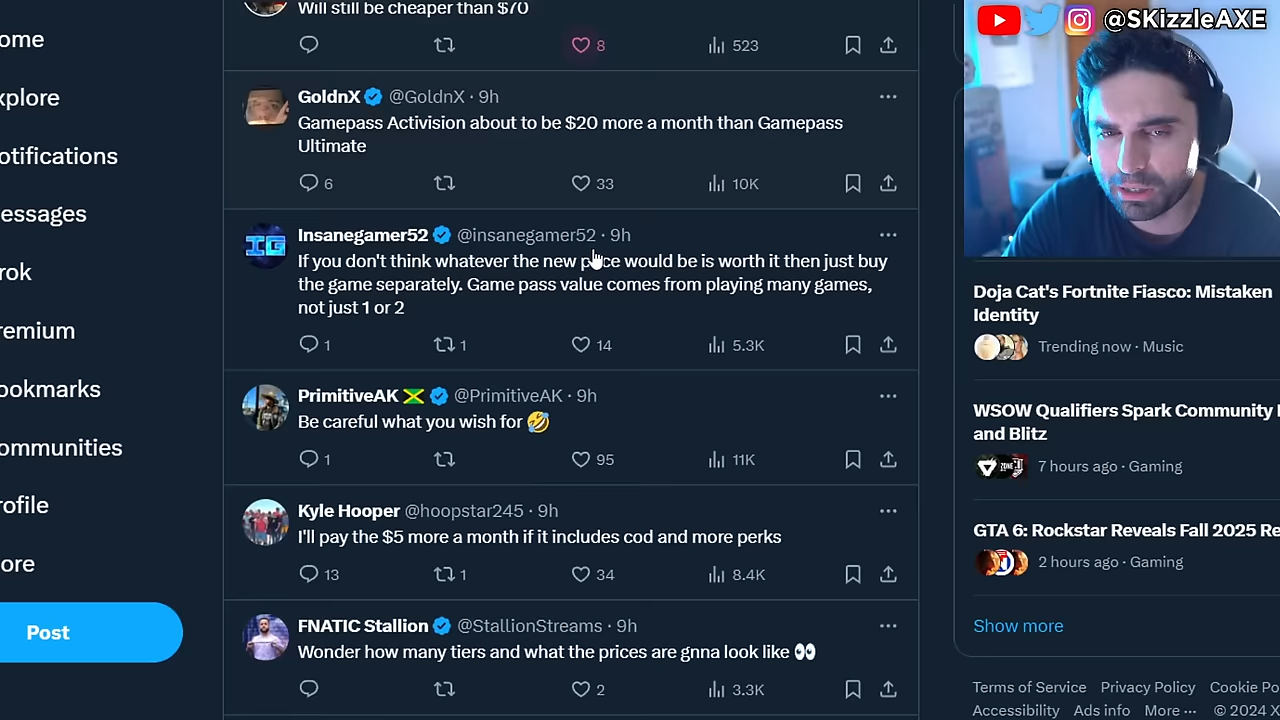 Will still be cheaper than $70
8
523
GoldnX @GoldnX · 9h
Gamepass Activision about to be $20 more a month than Gamepass
Ultimate
6
33
10K
Insanegamer52 @insanegamer52 · 9h
If you don't think whatever the new price would be is worth it then just buy
the game separately. Game pass value comes from playing many games,
not just 1 or 2
1
1
14
5.3K
PrimitiveAK @PrimitiveAK · 9h
Be careful what you wish for 🤣
1
95
11K
Kyle Hooper @hoopstar245 · 9h
I'll pay the $5 more a month if it includes cod and more perks
13
1
34
8.4K
FNATIC Stallion @StallionStreams · 9h
Wonder how many tiers and what the prices are gnna look like 👀
2
3.3K
ome
xplore
otifications
essages
rok
remium
ookmarks
ommunities
rofile
ore
Post
@SKizzleAXE
Doja Cat's Fortnite Fiasco: Mistaken
Identity
Trending now · Music
WSOW Qualifiers Spark Community
and Blitz
7 hours ago · Gaming
GTA 6: Rockstar Reveals Fall 2025 Re
2 hours ago · Gaming
Show more
Terms of Service Privacy Policy Cookie Po
Accessibility Ads info More ··· © 2024 X